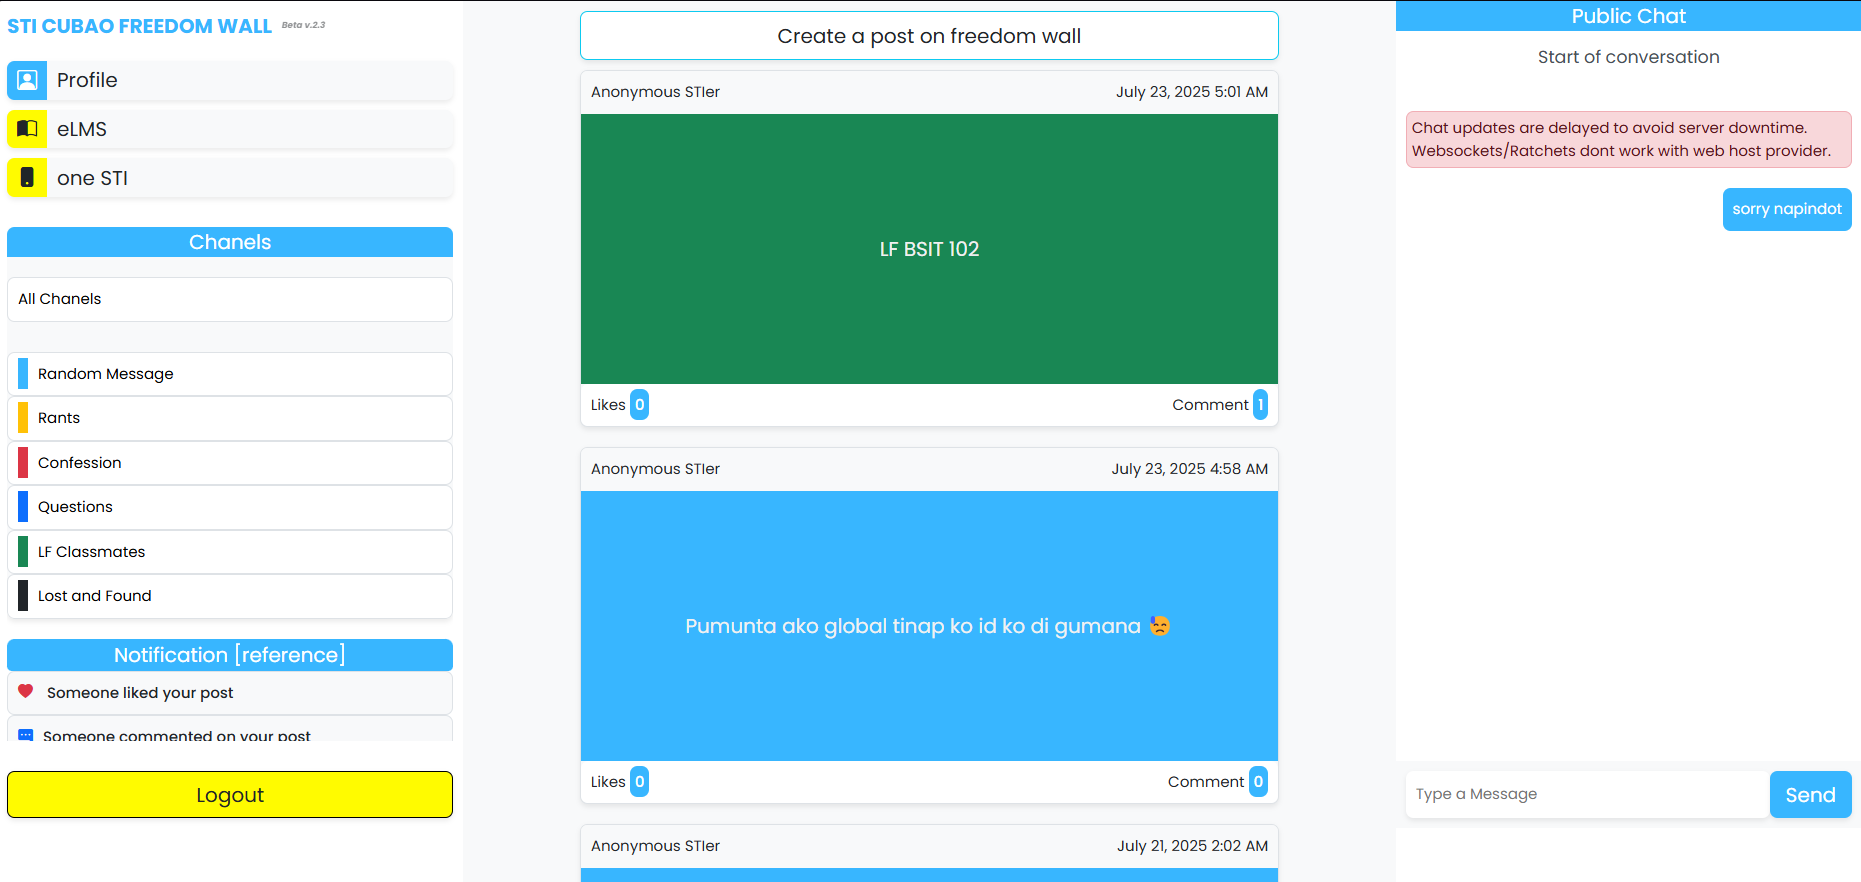 STI CUBAO FREEDOM WALL Beta v.2.3
Profile
eLMS
one STI
Chanels
All Chanels
Random Message
Rants
Confession
Questions
LF Classmates
Lost and Found
Notification [reference]
Someone liked your post
Someone commented on your post
Logout
Create a post on freedom wall
Anonymous STIer July 23, 2025 5:01 AM
LF BSIT 102
Likes 0 Comment 1
Anonymous STIer July 23, 2025 4:58 AM
Pumunta ako global tinap ko id ko di gumana 😓
Likes 0 Comment 0
Anonymous STIer July 21, 2025 2:02 AM
Public Chat
Start of conversation
Chat updates are delayed to avoid server downtime.
Websockets/Ratchets dont work with web host provider.
sorry napindot
Type a Message Send